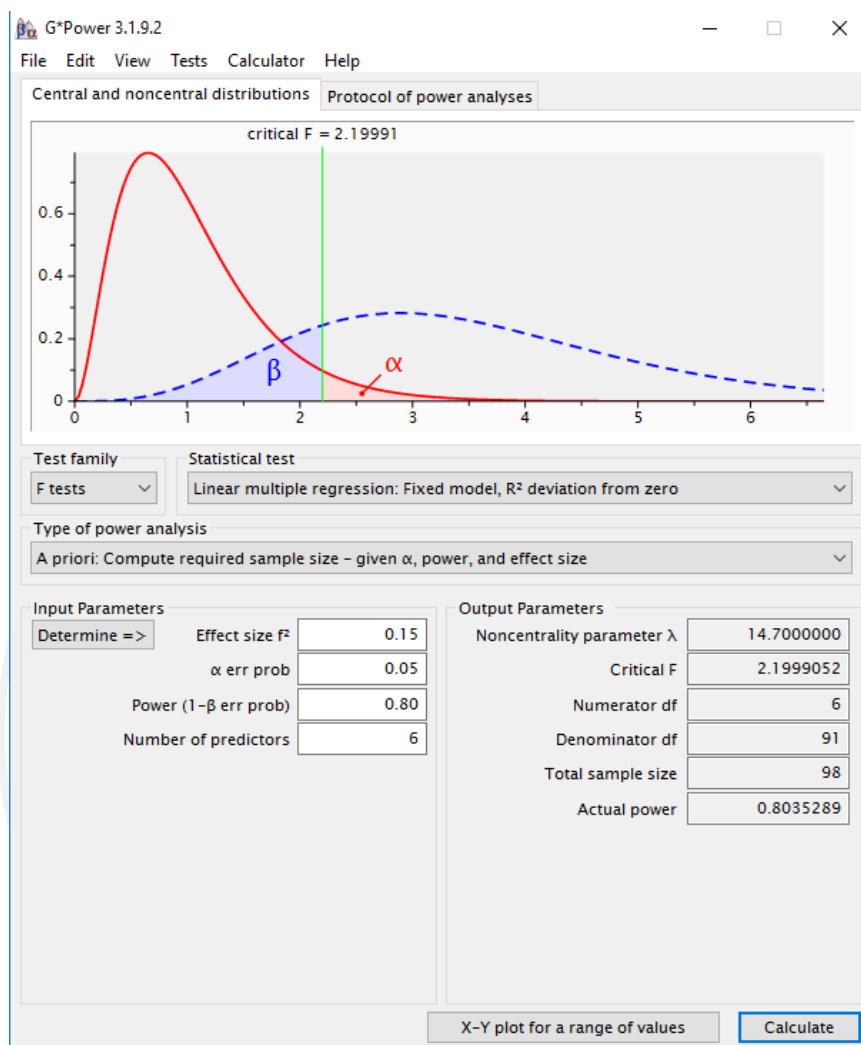 G*Power 3.1.9.2
File Edit View Tests Calculator Help
Central and noncentral distributions Protocol of power analyses
critical F = 2.19991
0.6
0.4
0.2
0
β
α
0 1 2 3 4 5 6
Test family Statistical test
F tests Linear multiple regression: Fixed model, R² deviation from zero
Type of power analysis
A priori: Compute required sample size – given α, power, and effect size
Input Parameters Output Parameters
Determine => Effect size f² 0.15 Noncentrality parameter λ 14.7000000
α err prob 0.05 Critical F 2.1999052
Power (1-β err prob) 0.80 Numerator df 6
Number of predictors 6 Denominator df 91
Total sample size 98
Actual power 0.8035289
X-Y plot for a range of values Calculate